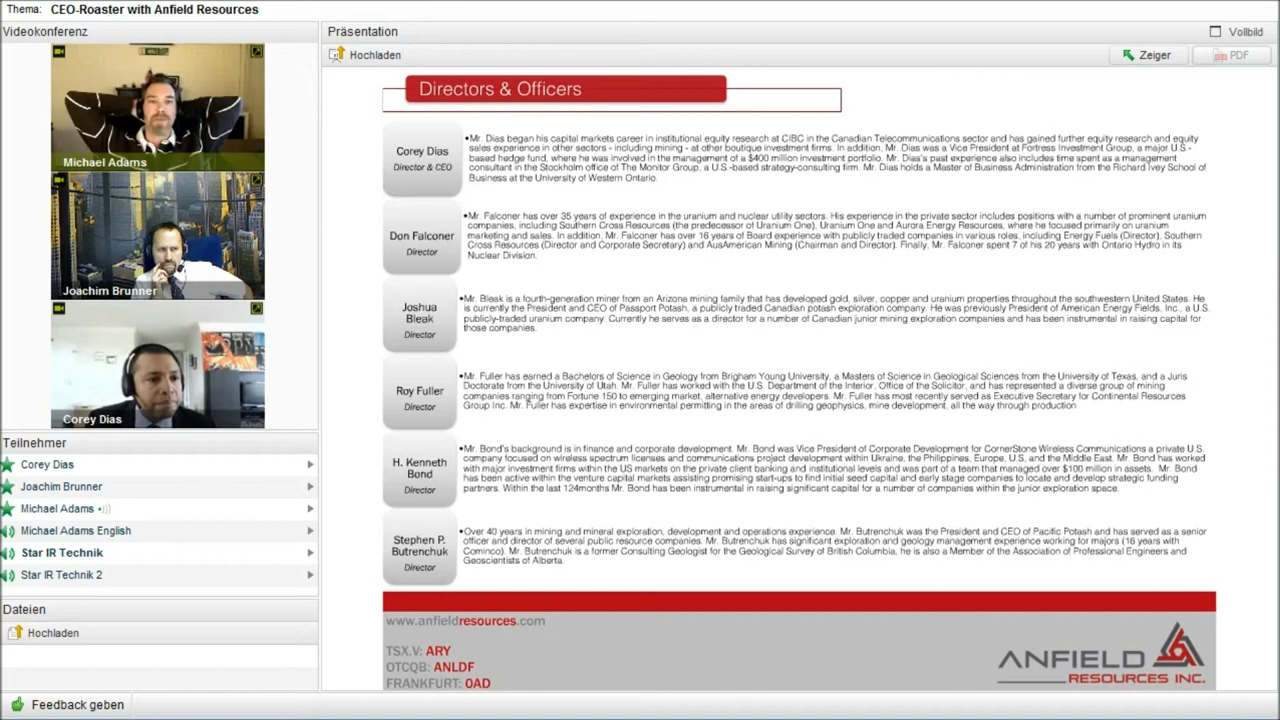 Thema: CEO-Roaster with Anfield Resources
Videokonferenz
Michael Adams
Joachim Brunner
Corey Dias
Teilnehmer
Corey Dias
Joachim Brunner
Michael Adams
Michael Adams English
Star IR Technik
Star IR Technik 2
Dateien
Hochladen
Feedback geben
Präsentation
Vollbild
Hochladen
Zeiger
PDF
Directors & Officers
Corey Dias
Director & CEO
•Mr. Dias began his capital markets career in institutional equity research at CIBC in the Canadian Telecommunications sector and has gained further equity research and equity
sales experience in other sectors - including mining - at other boutique investment firms. In addition, Mr. Dias was a Vice President at Fortress Investment Group, a major U.S.-
based hedge fund, where he was involved in the management of a $400 million investment portfolio. Mr. Dias's past experience also includes time spent as a management
consultant in the Stockholm office of The Monitor Group, a U.S.-based strategy-consulting firm. Mr. Dias holds a Master of Business Administration from the Richard Ivey School of
Business at the University of Western Ontario.
Don Falconer
Director
•Mr. Falconer has over 35 years of experience in the uranium and nuclear utility sectors. His experience in the private sector includes positions with a number of prominent uranium
companies, including Southern Cross Resources (the predecessor of Uranium One), Uranium One and Aurora Energy Resources, where he focused primarily on uranium
marketing and sales. In addition, Mr. Falconer has over 16 years of Board experience with publicly traded companies in various roles, including Energy Fuels (Director), Southern
Cross Resources (Director and Corporate Secretary) and AusAmerican Mining (Chairman and Director). Finally, Mr. Falconer spent 7 of his 20 years with Ontario Hydro in its
Nuclear Division.
Joshua
Bleak
Director
•Mr. Bleak is a fourth-generation miner from an Arizona mining family that has developed gold, silver, copper and uranium properties throughout the southwestern United States. He
is currently the President and CEO of Passport Potash, a publicly traded Canadian potash exploration company. He was previously President of American Energy Fields, Inc., a U.S.
publicly-traded uranium company. Currently he serves as a director for a number of Canadian junior mining exploration companies and has been instrumental in raising capital for
those companies.
Roy Fuller
Director
•Mr. Fuller has earned a Bachelors of Science in Geology from Brigham Young University, a Masters of Science in Geological Sciences from the University of Texas, and a Juris
Doctorate from the University of Utah. Mr. Fuller has worked with the U.S. Department of the Interior, Office of the Solicitor, and has represented a diverse group of mining
companies ranging from Fortune 150 to emerging market, alternative energy developers. Mr. Fuller has most recently served as Executive Secretary for Continental Resources
Group Inc. Mr. Fuller has expertise in environmental permitting in the areas of drilling geophysics, mine development, all the way through production
H. Kenneth
Bond
Director
•Mr. Bond's background is in finance and corporate development. Mr. Bond was Vice President of Corporate Development for CornerStone Wireless Communications a private U.S.
company focused on wireless spectrum licenses and communications project development within Ukraine, the Philippines, Europe, U.S, and the Middle East. Mr. Bond has worked
with major investment firms within the US markets on the private client banking and institutional levels and was part of a team that managed over $100 million in assets. Mr. Bond
has been active within the venture capital markets assisting promising start-ups to find initial seed capital and early stage companies to locate and develop strategic funding
partners. Within the last 124months Mr. Bond has been instrumental in raising significant capital for a number of companies within the junior exploration space.
Stephen P.
Butrenchuk
Director
•Over 40 years in mining and mineral exploration, development and operations experience. Mr. Butrenchuk was the President and CEO of Pacific Potash and has served as a senior
officer and director of several public resource companies. Mr. Butrenchuk has significant exploration and geology management experience working for majors (16 years with
Cominco). Mr. Butrenchuk is a former Consulting Geologist for the Geological Survey of British Columbia, he is also a Member of the Association of Professional Engineers and
Geoscientists of Alberta.
www.anfieldresources.com
TSX.V: ARY
OTCQB: ANLDF
FRANKFURT: 0AD
ANFIELD
RESOURCES INC.